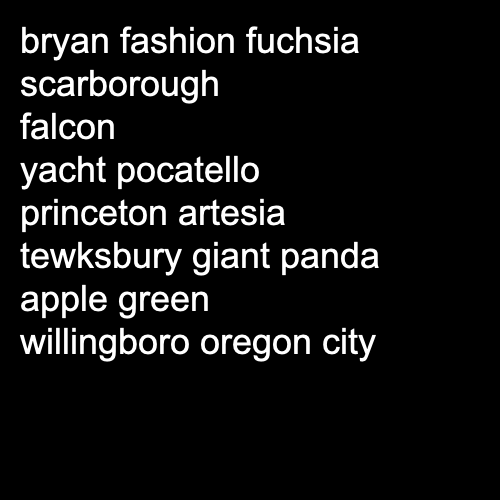 bryan fashion fuchsia
scarborough
falcon
yacht pocatello
princeton artesia
tewksbury giant panda
apple green
willingboro oregon city